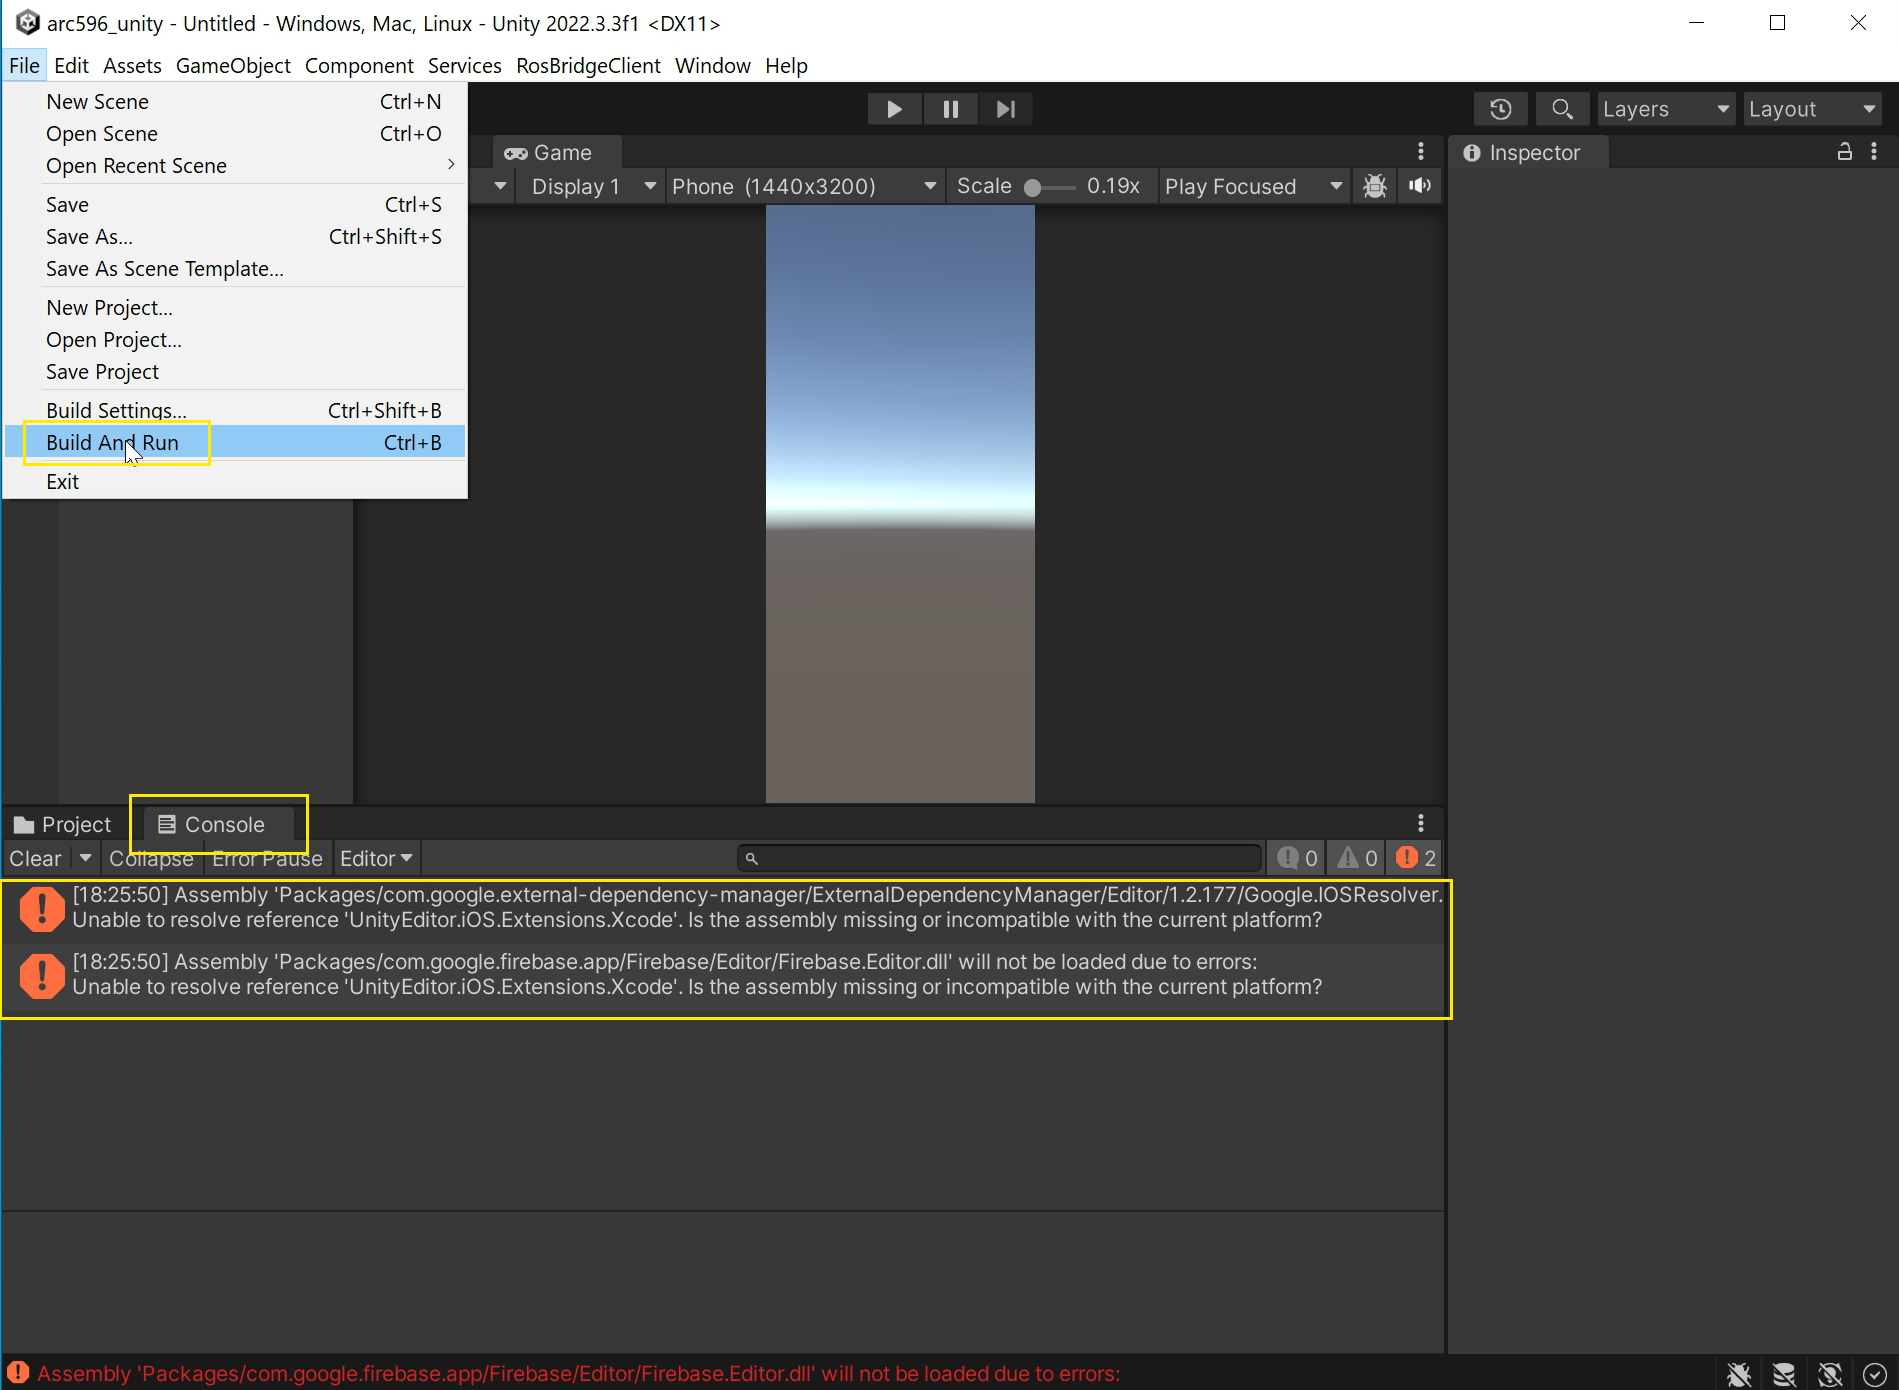 arc596_unity - Untitled - Windows, Mac, Linux - Unity 2022.3.3f1 <DX11>
File Edit Assets GameObject Component Services RosBridgeClient Window Help
New Scene Ctrl+N
Open Scene Ctrl+O
Open Recent Scene
Save Ctrl+S
Save As... Ctrl+Shift+S
Save As Scene Template...
New Project...
Open Project...
Save Project
Build Settings... Ctrl+Shift+B
Build And Run Ctrl+B
Exit
Layers Layout
Game
Inspector
Display 1 Phone (1440x3200) Scale 0.19x Play Focused
Project Console
Clear Collapse Error Pause Editor 0 0 2
[18:25:50] Assembly 'Packages/com.google.external-dependency-manager/ExternalDependencyManager/Editor/1.2.177/Google.IOSResolver.
Unable to resolve reference 'UnityEditor.iOS.Extensions.Xcode'. Is the assembly missing or incompatible with the current platform?
[18:25:50] Assembly 'Packages/com.google.firebase.app/Firebase/Editor/Firebase.Editor.dll' will not be loaded due to errors:
Unable to resolve reference 'UnityEditor.iOS.Extensions.Xcode'. Is the assembly missing or incompatible with the current platform?
Assembly 'Packages/com.google.firebase.app/Firebase/Editor/Firebase.Editor.dll' will not be loaded due to errors: